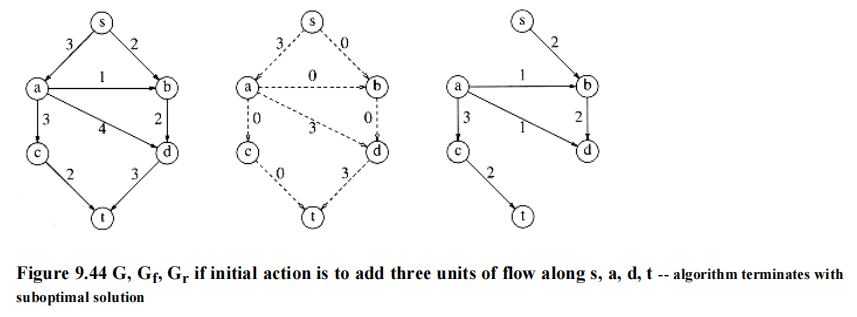 s
s
s
3 2
3 0
2
1
0
1
a b
a b
a b
3 4 2
0 3 0
3 1 2
c d
c d
c d
2 3
0 3
2
t
t
t
Figure 9.44 G, Gf, Gr if initial action is to add three units of flow along s, a, d, t -- algorithm terminates with
suboptimal solution